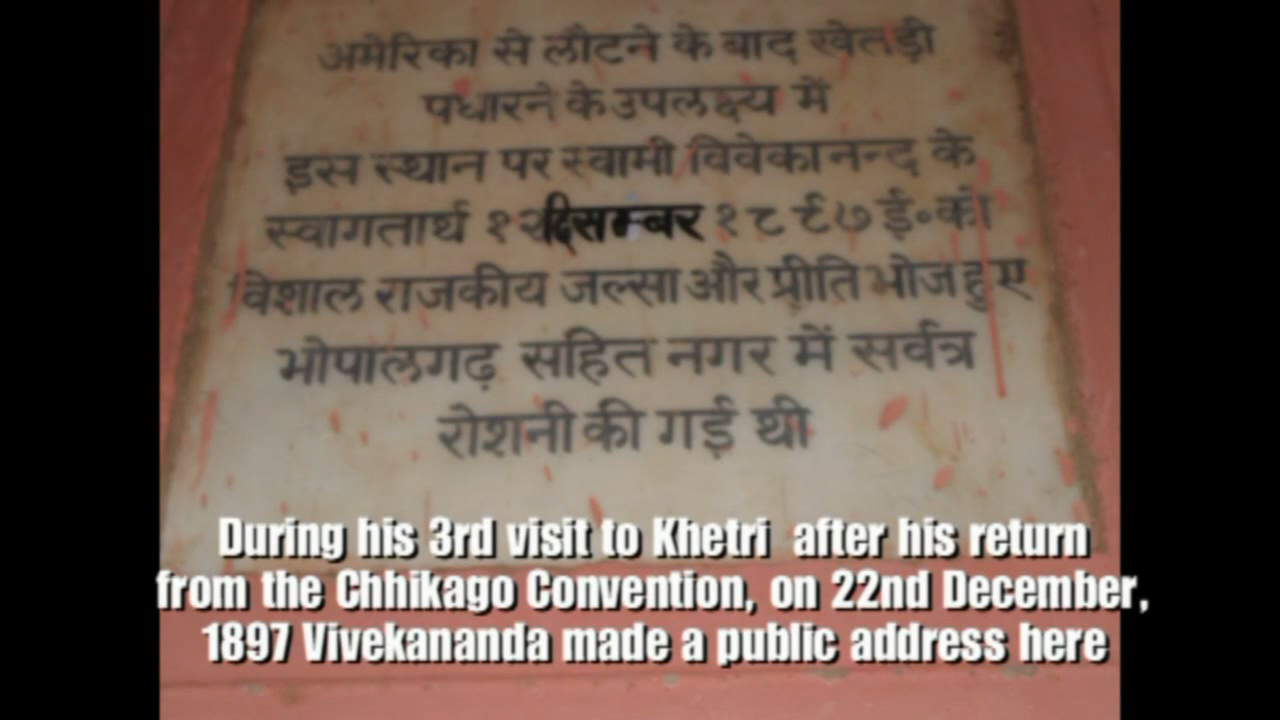 अमेरिका से लौटने के बाद खेतड़ी
पधारने के उपलक्ष्य में
इस स्थान पर स्वामी विवेकानन्द के
स्वागतार्थ १२ दिसम्बर १८९७ ई॰ को
विशाल राजकीय जल्सा और प्रीति भोज हुए
भोपालगढ़ सहित नगर में सर्वत्र
रोशनी की गई थी
During his 3rd visit to Khetri after his return
from the Chhikago Convention, on 22nd December,
1897 Vivekananda made a public address here